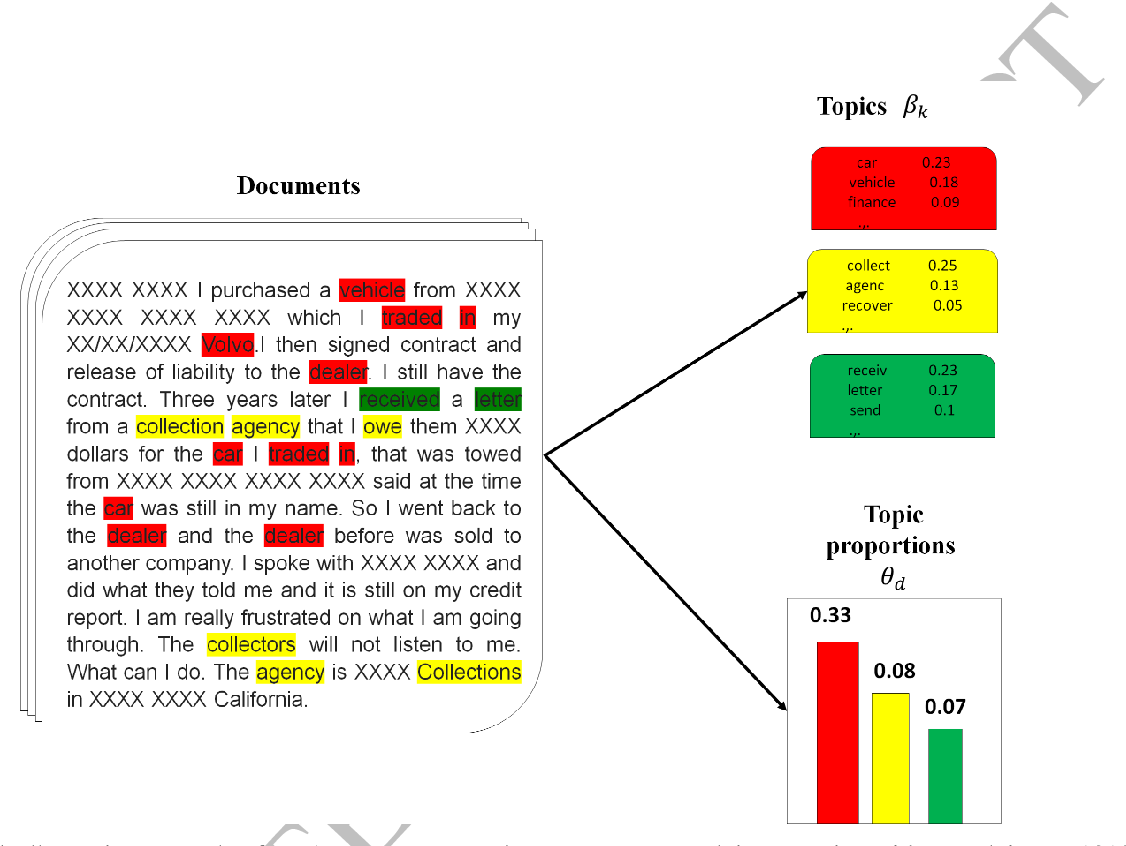 Documents
XXXX XXXX I purchased a vehicle from XXXX
XXXX XXXX XXXX which I traded in my
XX/XX/XXXX Volvo.I then signed contract and
release of liability to the dealer. I still have the
contract. Three years later I received a letter
from a collection agency that I owe them XXXX
dollars for the car I traded in, that was towed
from XXXX XXXX XXXX XXXX said at the time
the car was still in my name. So I went back to
the dealer and the dealer before was sold to
another company. I spoke with XXXX XXXX and
did what they told me and it is still on my credit
report. I am really frustrated on what I am going
through. The collectors will not listen to me.
What can I do. The agency is XXXX Collections
in XXXX XXXX California.
Topics βk
car 0.23
vehicle 0.18
finance 0.09
...
collect 0.25
agenc 0.13
recover 0.05
...
receiv 0.23
letter 0.17
send 0.1
...
Topic
proportions
θd
0.33
0.08
0.07
T